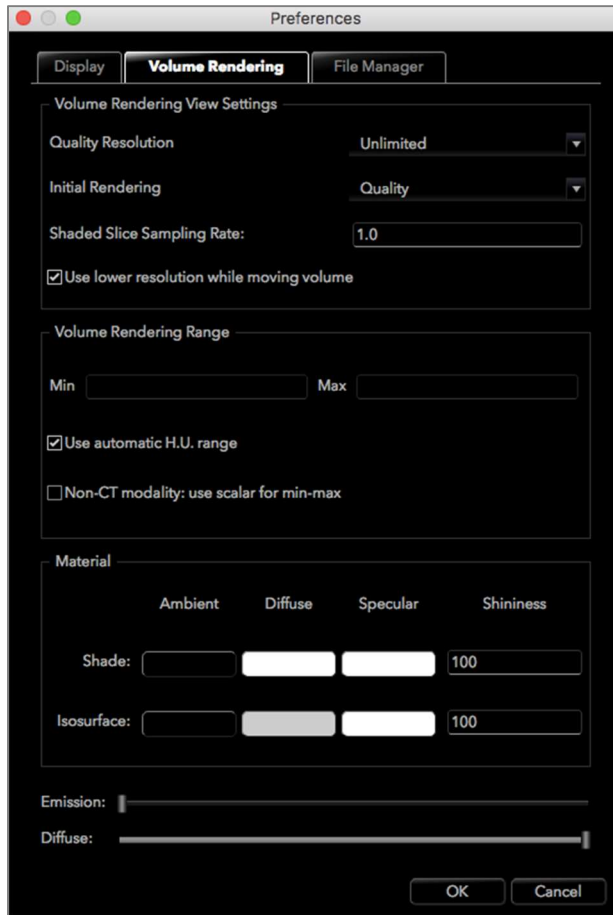 Preferences
Display Volume Rendering File Manager
Volume Rendering View Settings
Quality Resolution Unlimited
Initial Rendering Quality
Shaded Slice Sampling Rate: 1.0
Use lower resolution while moving volume
Volume Rendering Range
Min Max
Use automatic H.U. range
Non-CT modality: use scalar for min-max
Material
Ambient Diffuse Specular Shininess
Shade: 100
Isosurface: 100
Emission:
Diffuse:
OK Cancel